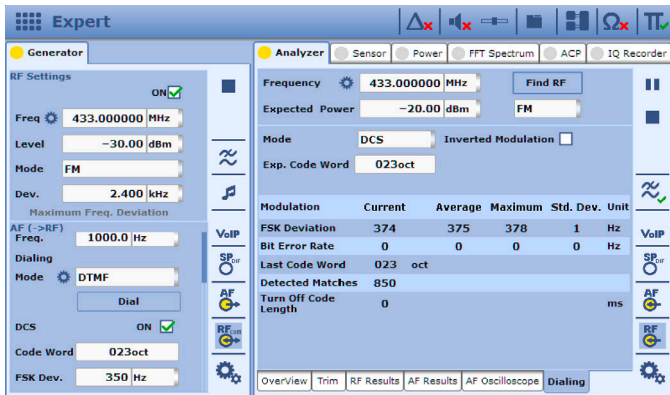 Expert
Generator
RF Settings
ON
Freq 433.000000 MHz
Level -30.00 dBm
Mode FM
Dev. 2.400 kHz
Maximum Freq. Deviation
AF (->RF)
Freq. 1000.0 Hz
Dialing
Mode DTMF
Dial
DCS ON
Code Word 023oct
FSK Dev. 350 Hz
VoIP
SPDIF
AF
RFcom
Analyzer Sensor Power FFT Spectrum ACP IQ Recorder
Frequency 433.000000 MHz Find RF
Expected Power -20.00 dBm FM
Mode DCS Inverted Modulation
Exp. Code Word 023oct
Modulation Current Average Maximum Std. Dev. Unit
FSK Deviation 374 375 378 1 Hz
Bit Error Rate 0 0 0 0 Hz
Last Code Word 023 oct
Detected Matches 850
Turn Off Code
Length 0 ms
OverView Trim RF Results AF Results AF Oscilloscope Dialing
VoIP
SPDIF
AF
RF